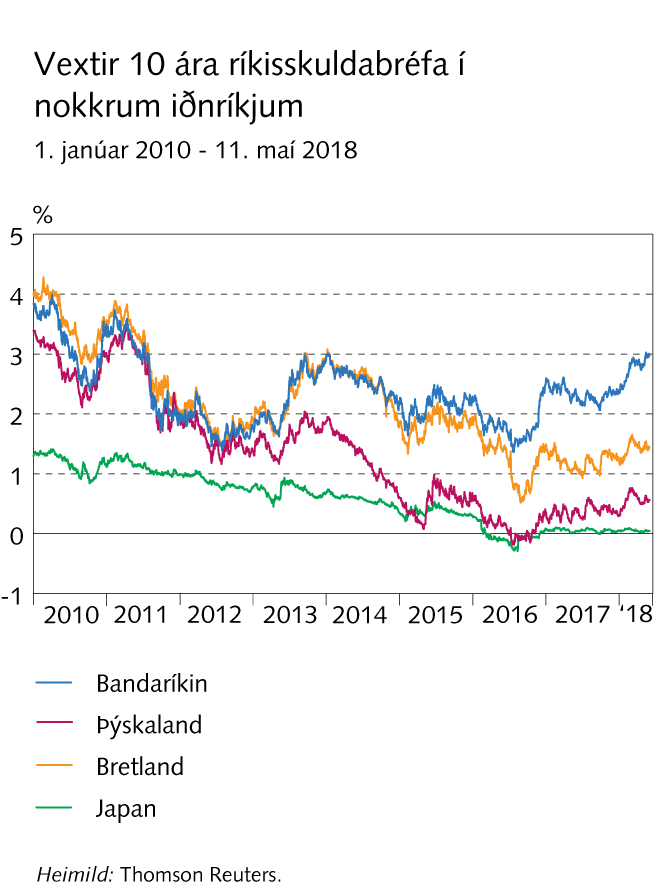 Vextir 10 ára ríkisskuldabréfa í
nokkrum iðnríkjum
1. janúar 2010 - 11. maí 2018
%
5
4
3
2
1
0
-1
2010 2011 2012 2013 2014 2015 2016 2017 '18
Bandaríkin
Þýskaland
Bretland
Japan
Heimild: Thomson Reuters.